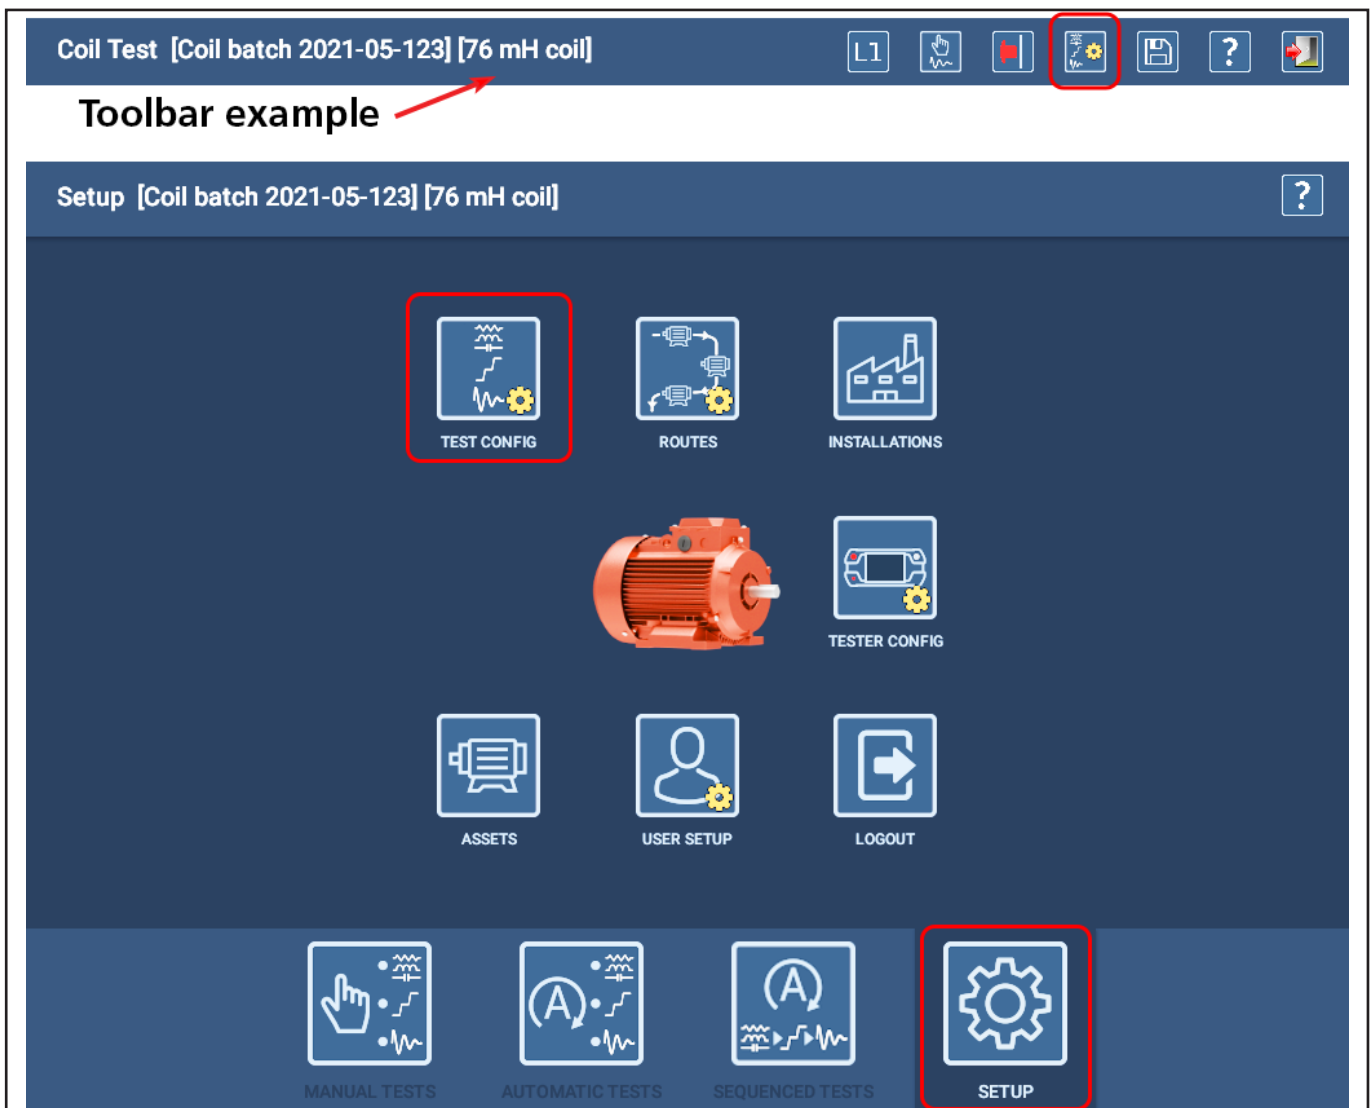 Coil Test [Coil batch 2021-05-123] [76 mH coil]
L1
?
Toolbar example
Setup [Coil batch 2021-05-123] [76 mH coil]
?
TEST CONFIG
ROUTES
INSTALLATIONS
TESTER CONFIG
ASSETS
USER SETUP
LOGOUT
A
A
MANUAL TESTS
AUTOMATIC TESTS
SEQUENCED TESTS
SETUP